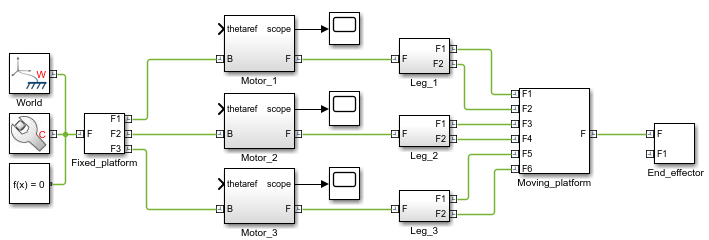 thetaref scope
B F
Motor_1
F F1
F2
Leg_1
W
World
C
f(x) = 0
F F1
F2
F3
Fixed_platform
thetaref scope
B F
Motor_2
F F1
F2
Leg_2
thetaref scope
B F
Motor_3
F F1
F2
Leg_3
F1
F2
F3
F4
F5
F6
F
Moving_platform
F
F1
End_effector